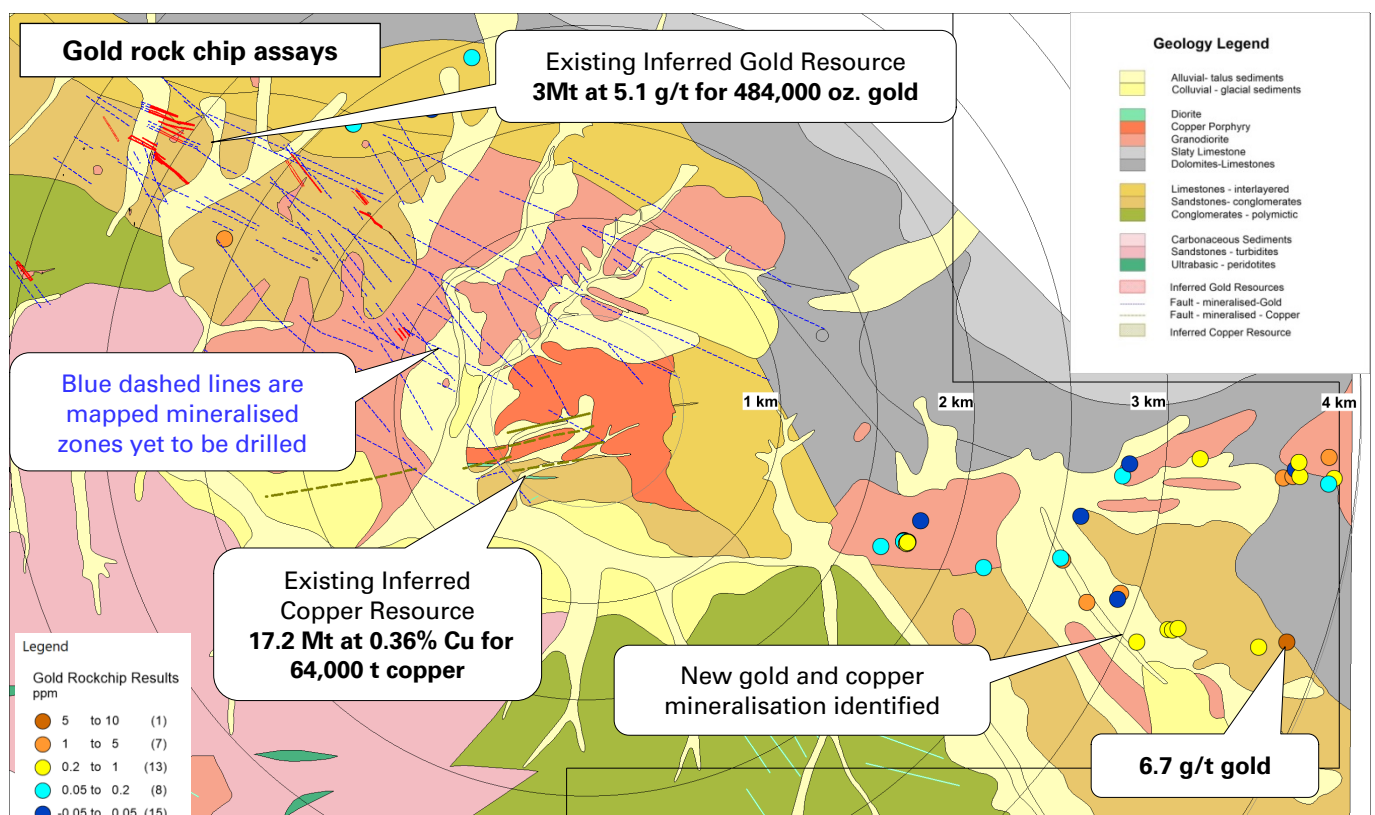 Gold rock chip assays
Existing Inferred Gold Resource
3Mt at 5.1 g/t for 484,000 oz. gold
Geology Legend
Alluvial- talus sediments
Colluvial - glacial sediments
Diorite
Copper Porphyry
Granodiorite
Slaty Limestone
Dolomites-Limestones
Limestones - interlayered
Sandstones- conglomerates
Conglomerates - polymictic
Carbonaceous Sediments
Sandstones - turbidites
Ultrabasic - peridotites
Inferred Gold Resources
Fault - mineralised-Gold
Fault - mineralised - Copper
Inferred Copper Resource
Blue dashed lines are
mapped mineralised
zones yet to be drilled
1 km
2 km
3 km
4 km
Existing Inferred
Copper Resource
17.2 Mt at 0.36% Cu for
64,000 t copper
New gold and copper
mineralisation identified
6.7 g/t gold
Legend
Gold Rockchip Results
ppm
5 to 10 (1)
1 to 5 (7)
0.2 to 1 (13)
0.05 to 0.2 (8)
-0.05 to 0.05 (15)